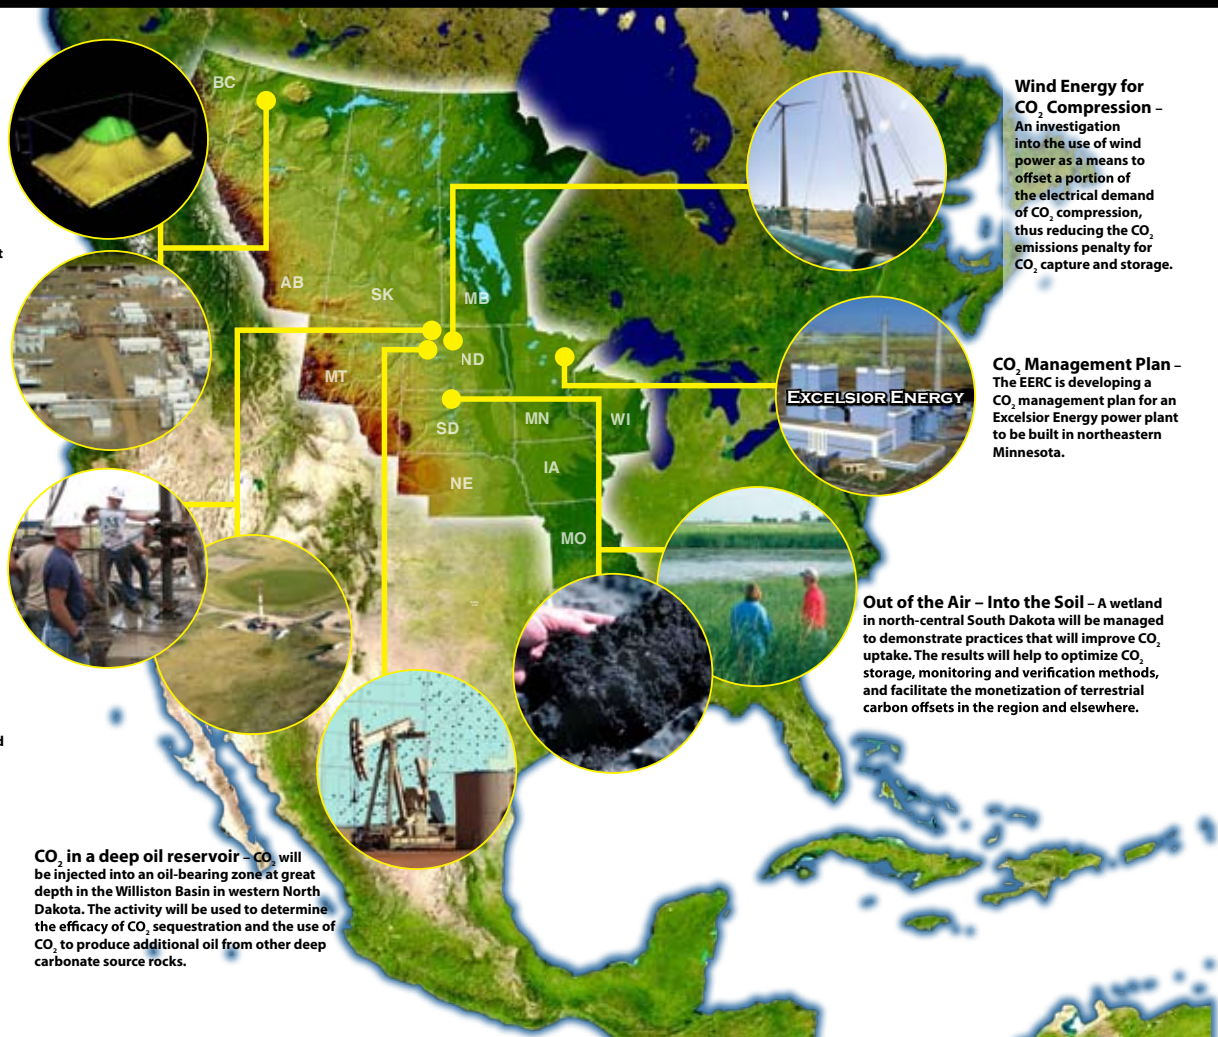 BC
AB
SK
MB
MT
ND
SD
MN
WI
NE
IA
MO
Wind Energy for
CO2 Compression –
An investigation
into the use of wind
power as a means to
offset a portion of
the electrical demand
of CO2 compression,
thus reducing the CO2
emissions penalty for
CO2 capture and storage.
EXCELSIOR ENERGY
CO2 Management Plan –
The EERC is developing a
CO2 management plan for an
Excelsior Energy power plant
to be built in northeastern
Minnesota.
Out of the Air – Into the Soil – A wetland
in north-central South Dakota will be managed
to demonstrate practices that will improve CO2
uptake. The results will help to optimize CO2
storage, monitoring and verification methods,
and facilitate the monetization of terrestrial
carbon offsets in the region and elsewhere.
CO2 in a deep oil reservoir – CO2 will
be injected into an oil-bearing zone at great
depth in the Williston Basin in western North
Dakota. The activity will be used to determine
the efficacy of CO2 sequestration and the use of
CO2 to produce additional oil from other deep
carbonate source rocks.